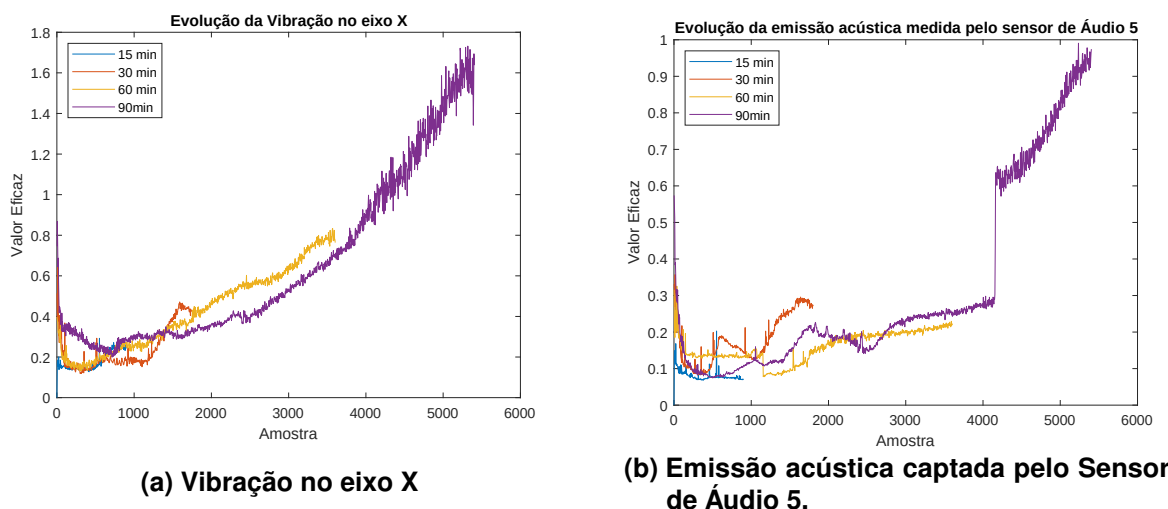 Evolução da Vibração no eixo X
1.8
1.6
1.4
1.2
1
0.8
0.6
0.4
0.2
0
Valor Eficaz
15 min
30 min
60 min
90min
0 1000 2000 3000 4000 5000 6000
Amostra
(a) Vibração no eixo X
Evolução da emissão acústica medida pelo sensor de Áudio 5
1
0.9
0.8
0.7
0.6
0.5
0.4
0.3
0.2
0.1
0
Valor Eficaz
15 min
30 min
60 min
90min
0 1000 2000 3000 4000 5000 6000
Amostra
(b) Emissão acústica captada pelo Sensor
de Áudio 5.